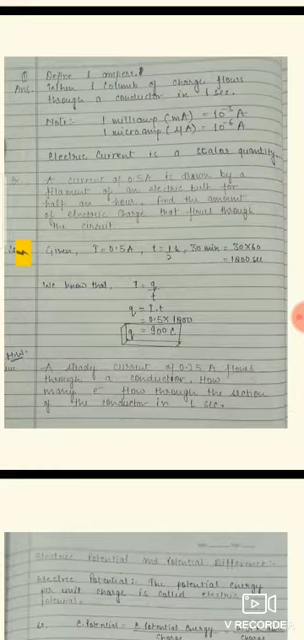 Q Define 1 ampere.
Ans. When 1 Columb of charge flows
through a conductor in 1 sec.
Note: 1 milliamp (mA) = 10⁻³ A
1 microamp (μA) = 10⁻⁶ A
Electric Current is a scalar quantity.
Q. A current of 0.5A is drawn by a
filament of an electric bulb for
half an hour. Find the amount
of electric charge that flows through
the circuit
Given, I = 0.5A, t = 1/2 h, 30 min = 30×60
= 1800 sec
We know that, I = q/t
q = I.t
= 0.5×1800
q = 900 C.
A steady current of 0.25 A flows
through a conductor. How
many e⁻ flow through the section
of the conductor in 1 sec.
Electric Potential and Potential Difference:-
Electric Potential: The potential energy
per unit charge is called electric
potential.
E. Potential = E. Potential Energy
Charge
V RECORDER